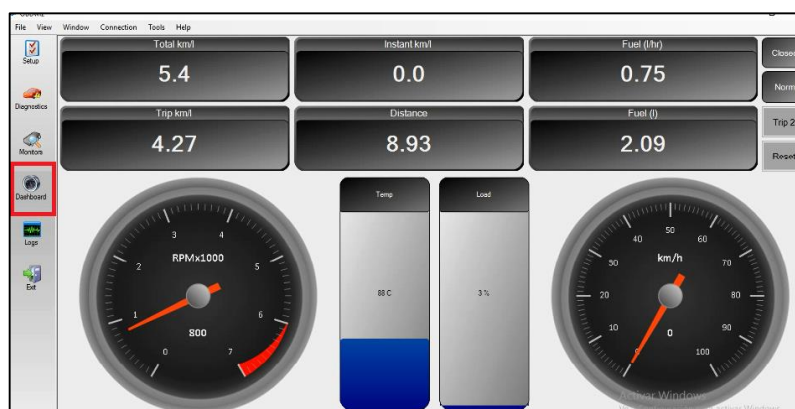 File View Window Connection Tools Help
Setup
Diagnostics
Monitors
Dashboard
Logs
Exit
Total km/l
5.4
Instant km/l
0.0
Fuel (l/hr)
0.75
Trip km/l
4.27
Distance
8.93
Fuel (l)
2.09
Trip 2
Reset
0
1
2
3
4
5
6
7
RPMx1000
800
Temp
88 C
Load
3 %
0
10
20
30
40
50
60
70
80
90
100
km/h
0
Activar Windows